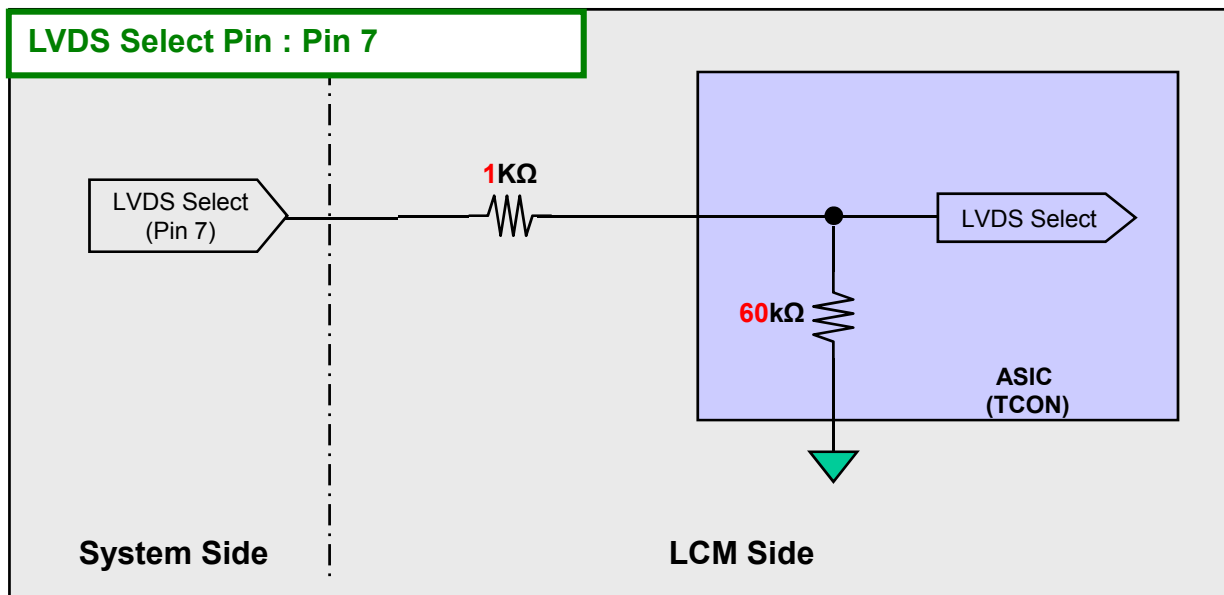 LVDS Select Pin : Pin 7
1KΩ
LVDS Select
(Pin 7)
LVDS Select
60kΩ
ASIC
(TCON)
System Side
LCM Side